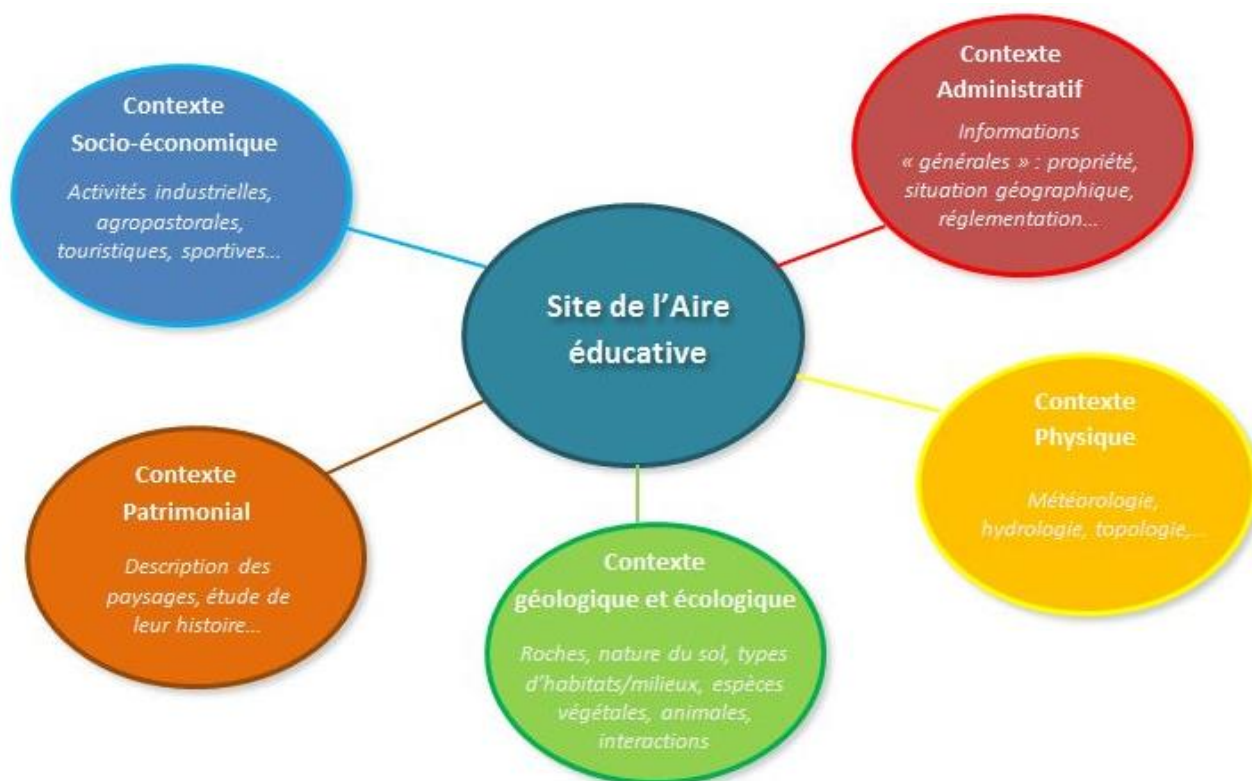 Contexte
Socio-économique
Activités industrielles,
agropastorales,
touristiques, sportives...
Contexte
Administratif
Informations
« générales » : propriété,
situation géographique,
réglementation...
Site de l'Aire
éducative
Contexte
Physique
Météorologie,
hydrologie, topologie,...
Contexte
Patrimonial
Description des
paysages, étude de
leur histoire...
Contexte
géologique et écologique
Roches, nature du sol, types
d'habitats/milieux, espèces
végétales, animales,
interactions